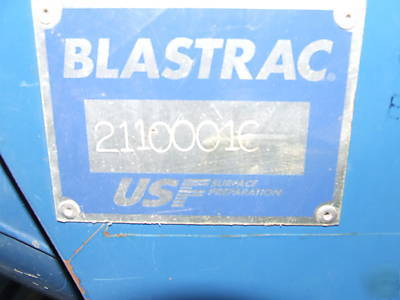 BLASTRAC®
2110001C
USF SURFACE
PREPARATION